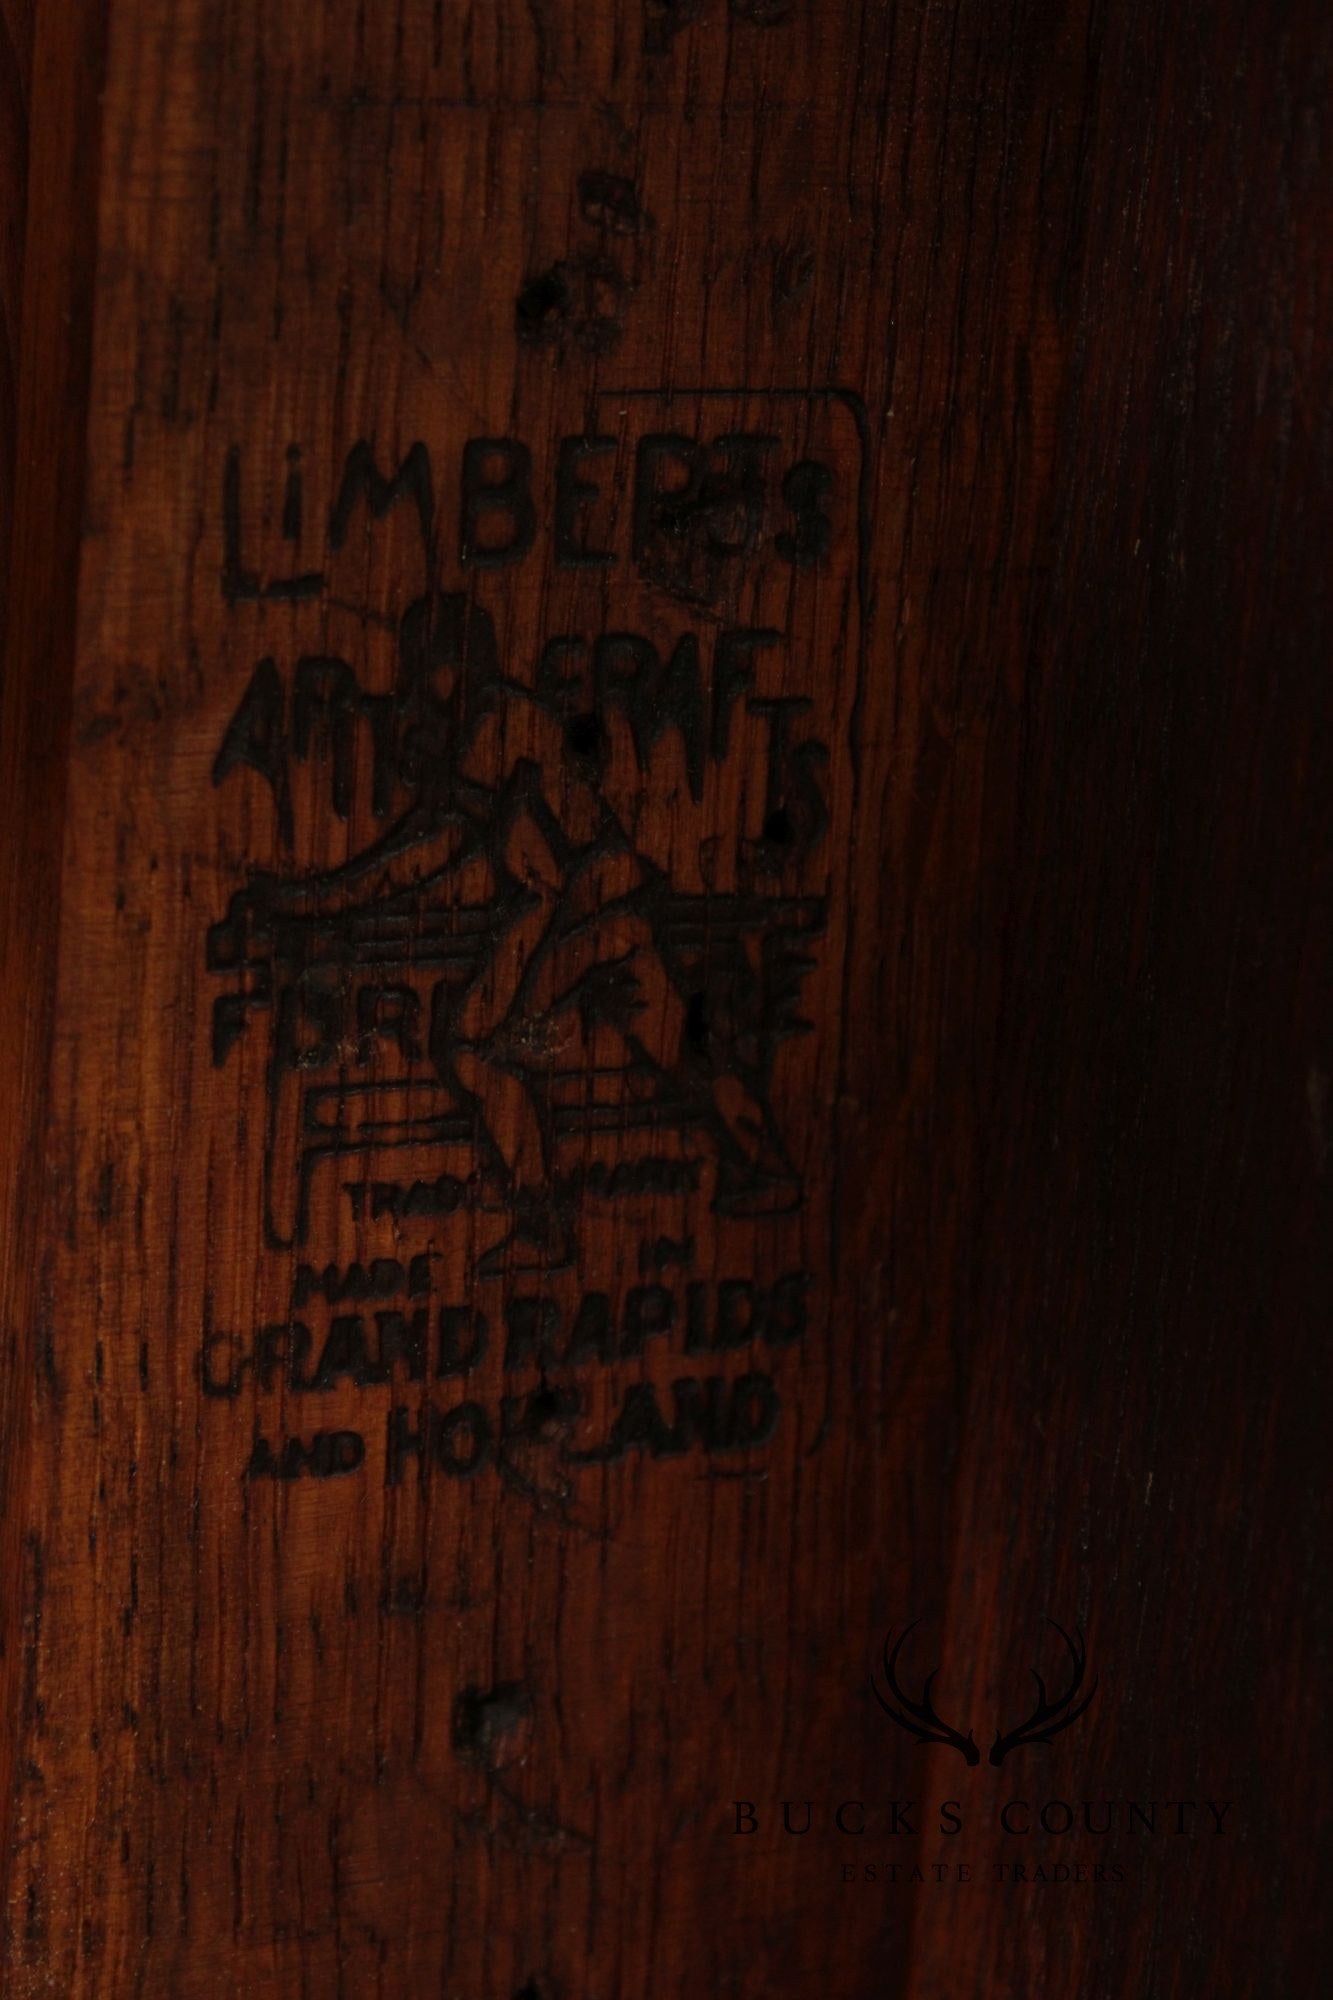 LIMBERTS
ARTS CRAFTS
FURNITURE
TRADE MARK
MADE IN
GRAND RAPIDS
AND HOLLAND
BUCKS COUNTY
ESTATE TRADERS